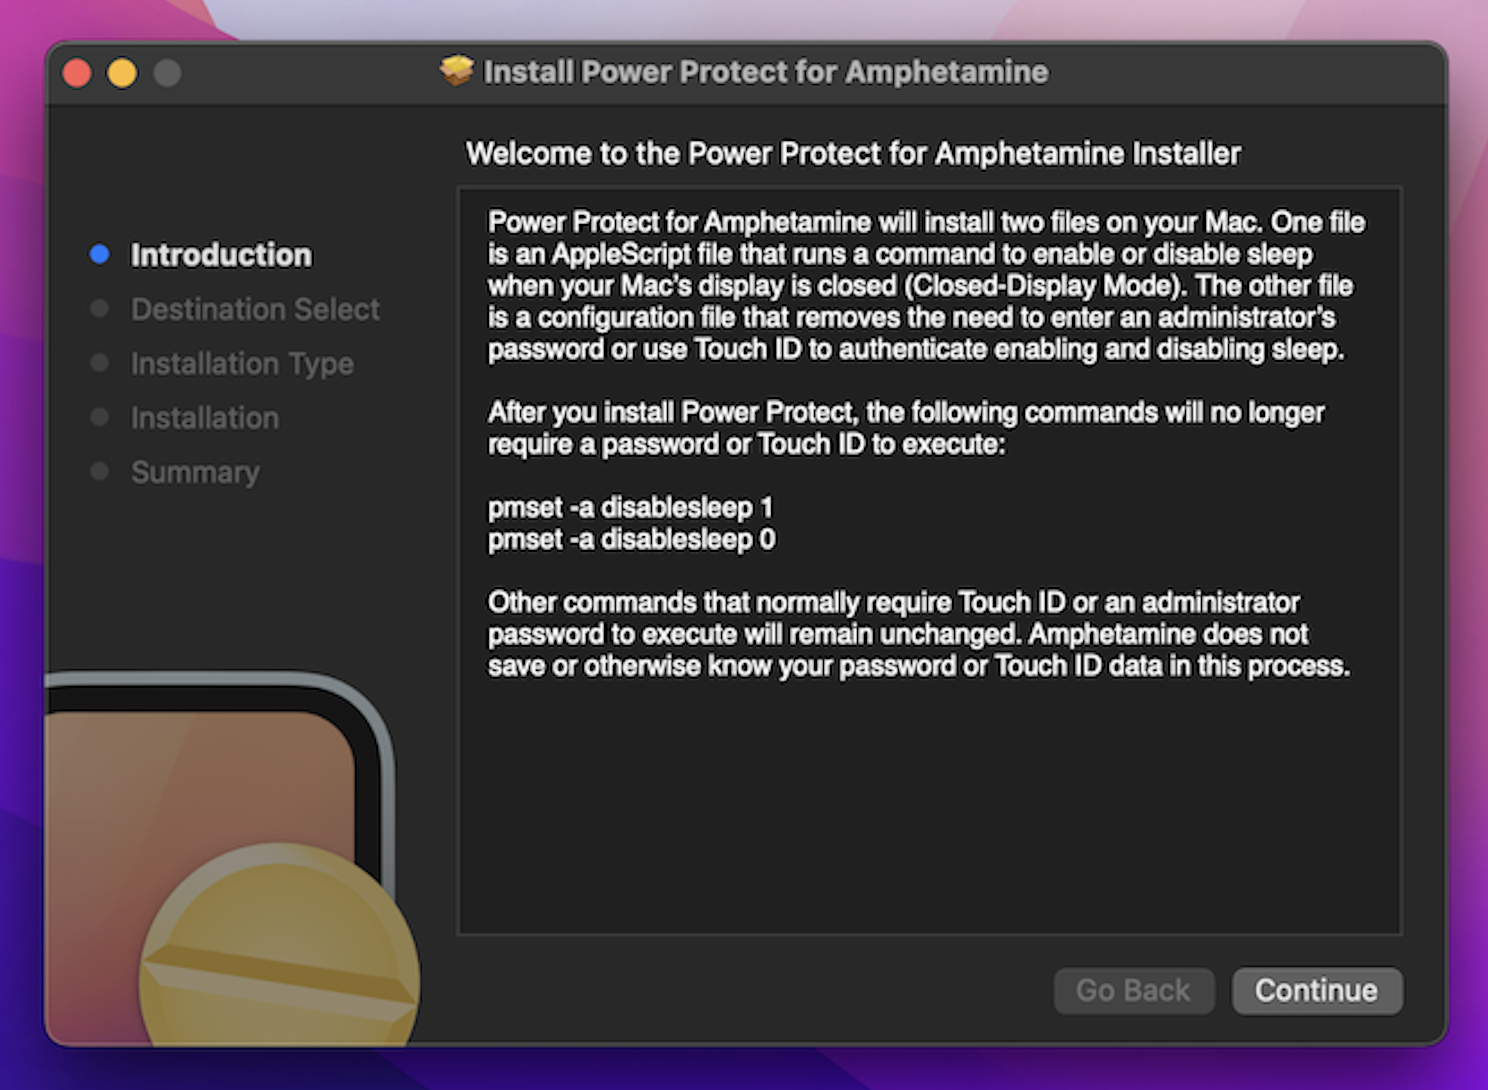 Install Power Protect for Amphetamine
Welcome to the Power Protect for Amphetamine Installer
Introduction
Destination Select
Installation Type
Installation
Summary
Power Protect for Amphetamine will install two files on your Mac. One file
is an AppleScript file that runs a command to enable or disable sleep
when your Mac's display is closed (Closed-Display Mode). The other file
is a configuration file that removes the need to enter an administrator's
password or use Touch ID to authenticate enabling and disabling sleep.
After you install Power Protect, the following commands will no longer
require a password or Touch ID to execute:
pmset -a disablesleep 1
pmset -a disablesleep 0
Other commands that normally require Touch ID or an administrator
password to execute will remain unchanged. Amphetamine does not
save or otherwise know your password or Touch ID data in this process.
Go Back
Continue